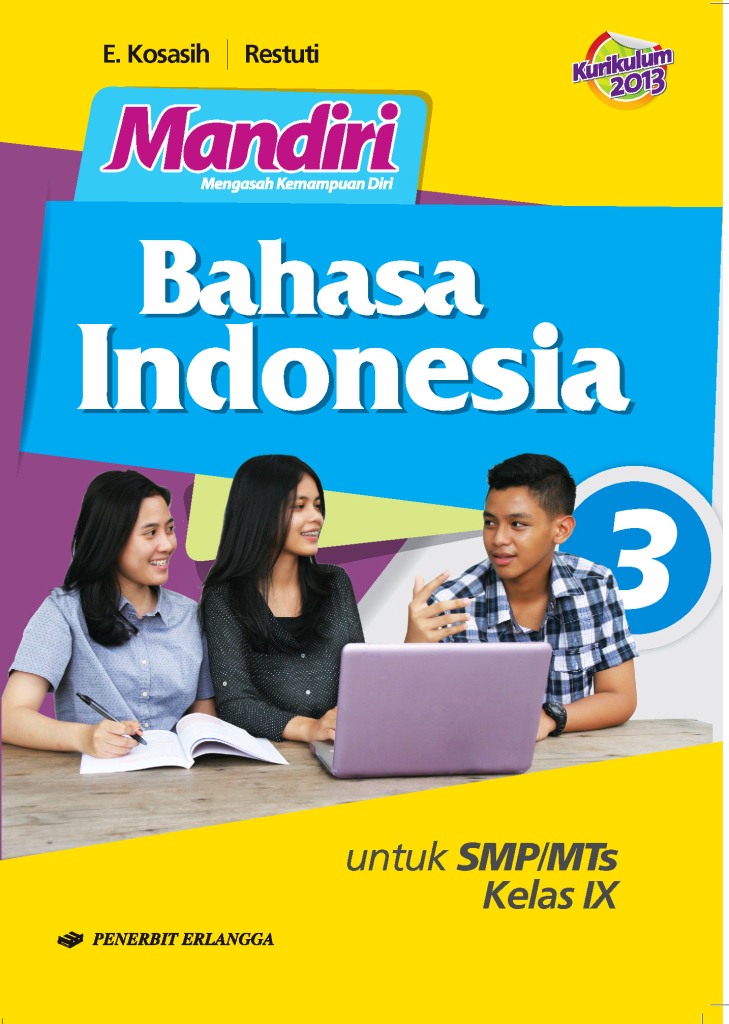 E. Kosasih | Restuti
Kurikulum
2013
Mandiri
Mengasah Kemampuan Diri
Bahasa
Indonesia
3
untuk SMP/MTs
Kelas IX
PENERBIT ERLANGGA